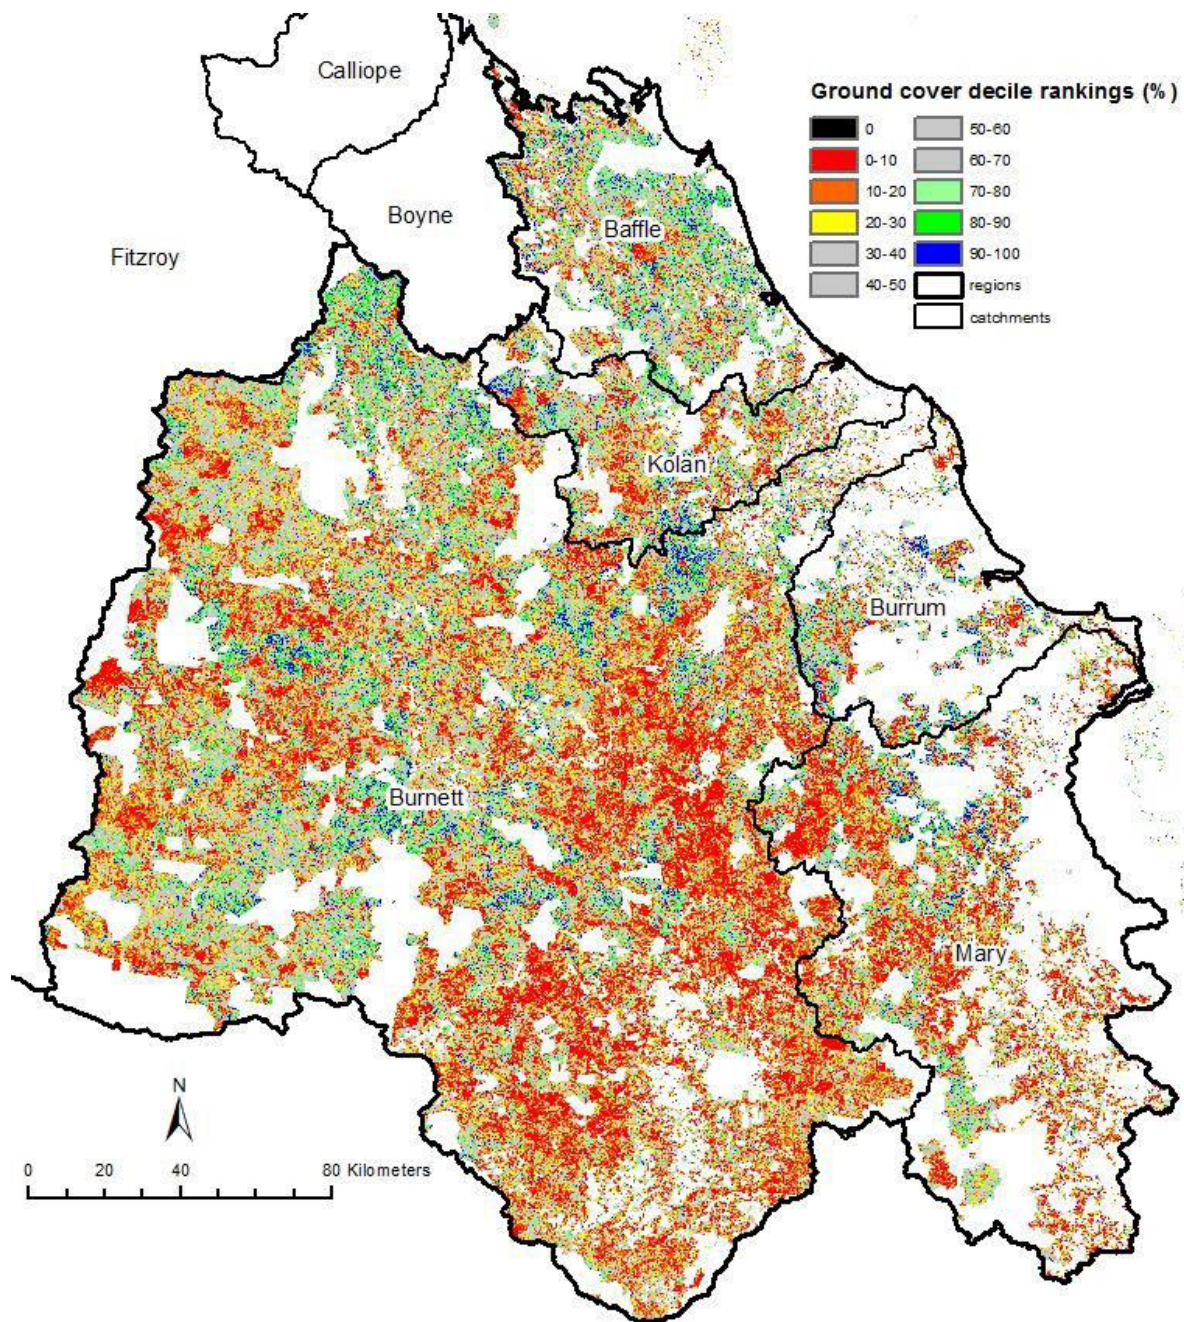 Calliope
Ground cover decile rankings (%)
0 50-60
0-10 60-70
10-20 70-80
20-30 80-90
30-40 90-100
40-50 regions
catchments
Boyne
Baffle
Fitzroy
Kolan
Burrum
Burnett
Mary
N
0 20 40 80 Kilometers